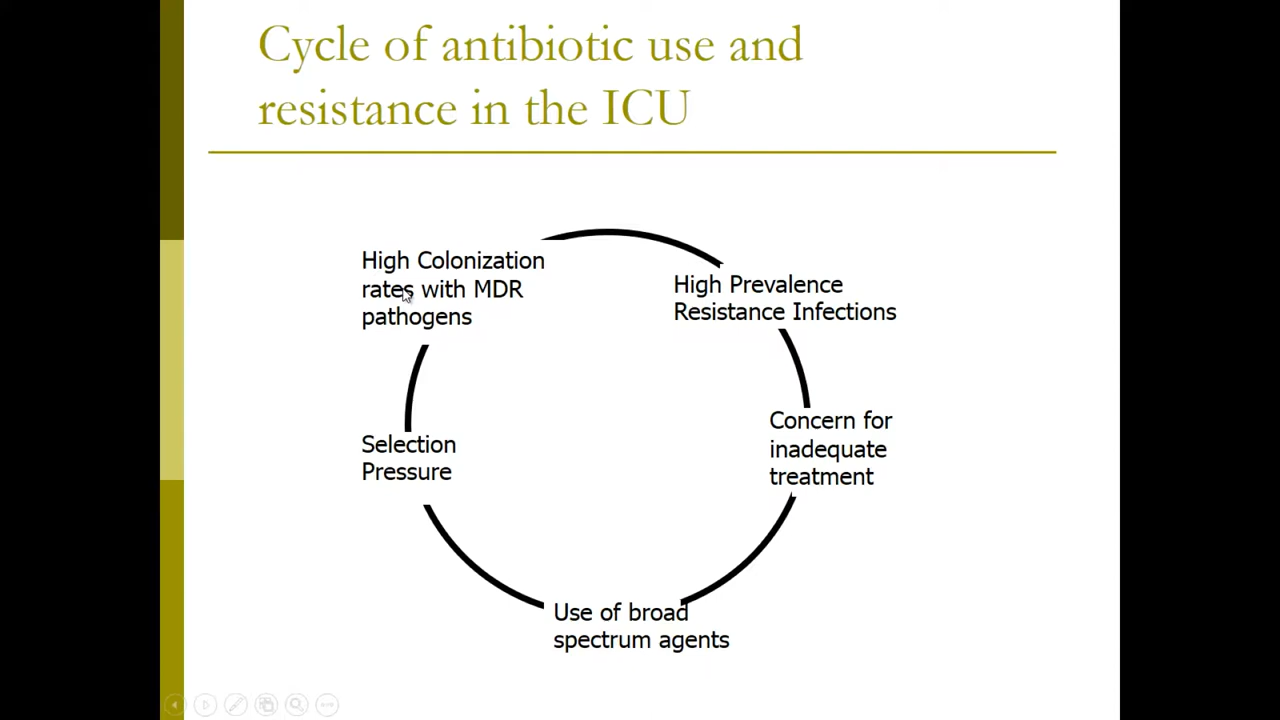 Cycle of antibiotic use and
resistance in the ICU
High Colonization
rates with MDR
pathogens
High Prevalence
Resistance Infections
Concern for
inadequate
treatment
Selection
Pressure
Use of broad
spectrum agents